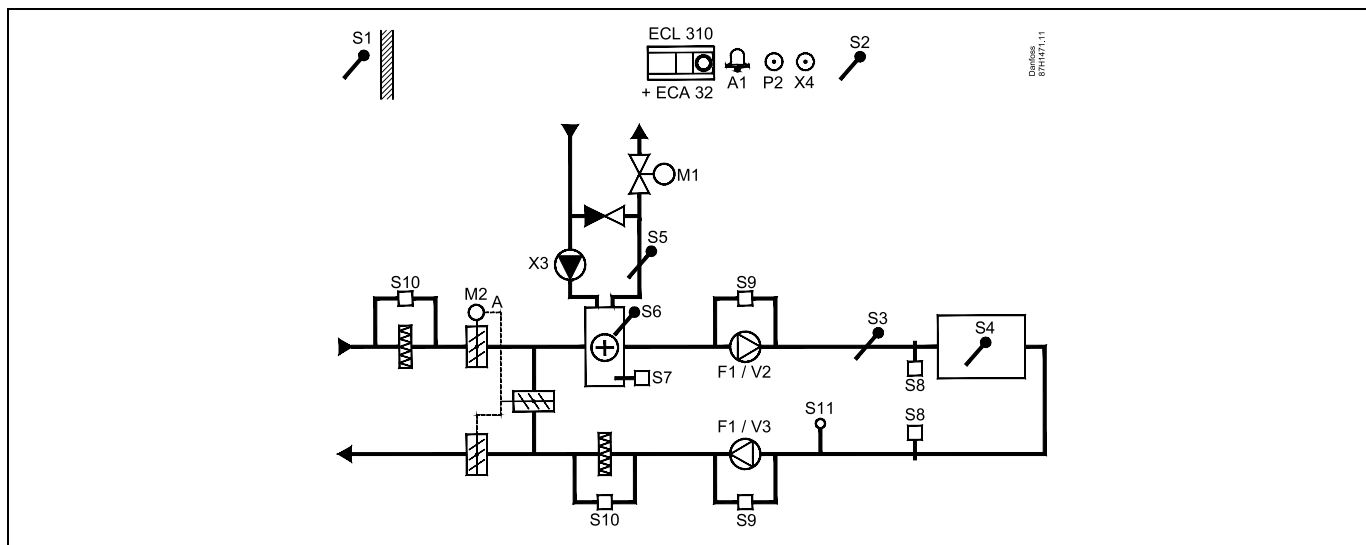 S1
ECL 310
S2
A1
P2
X4
+ ECA 32
Danfoss
87H1471.11
M1
S5
X3
S10
M2
A
S6
S9
S3
S4
F1 / V2
S7
S8
S11
S8
F1 / V3
S10
S9